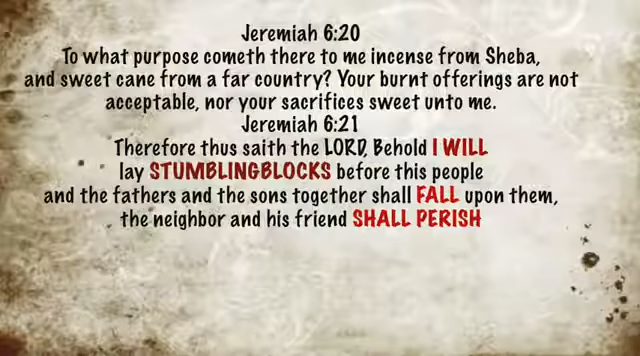 Jeremiah 6:20
To what purpose cometh there to me incense from Sheba,
and sweet cane from a far country? Your burnt offerings are not
acceptable, nor your sacrifices sweet unto me.
Jeremiah 6:21
Therefore thus saith the LORD, Behold I WILL
lay STUMBLINGBLOCKS before this people
and the fathers and the sons together shall FALL upon them,
the neighbor and his friend SHALL PERISH